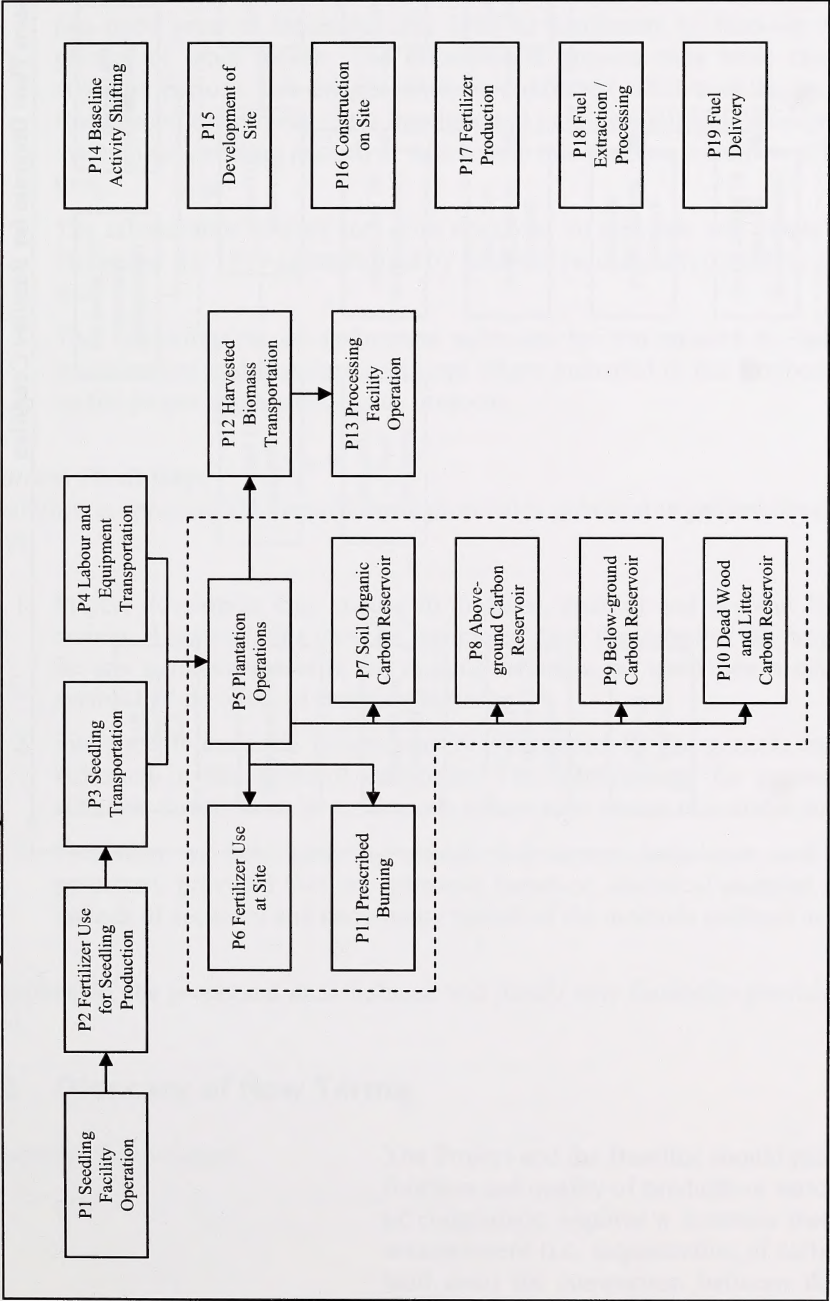 P1 Seedling
Facility
Operation
P2 Fertilizer Use
for Seedling
Production
P3 Seedling
Transportation
P4 Labour and
Equipment
Transportation
P5 Plantation
Operations
P6 Fertilizer Use
at Site
P11 Prescribed
Burning
P7 Soil Organic
Carbon Reservoir
P8 Above-
ground Carbon
Reservoir
P9 Below-ground
Carbon Reservoir
P10 Dead Wood
and Litter
Carbon Reservoir
P12 Harvested
Biomass
Transportation
P13 Processing
Facility
Operation
P14 Baseline
Activity Shifting
P15
Development of
Site
P16 Construction
on Site
P17 Fertilizer
Production
P18 Fuel
Extraction /
Processing
P19 Fuel
Delivery